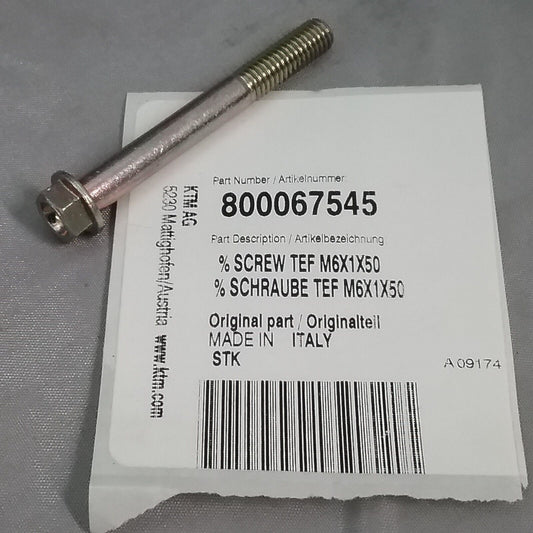 Part Number / Artikelnummer:
800067545
Part Description / Artikelbezeichnung
% SCREW TEF M6X1X50
% SCHRAUBE TEF M6X1X50
Original part / Originalteil
MADE IN ITALY
STK
A 09174
KTM AG
5230 Mattighofen/Austria www.ktm.com